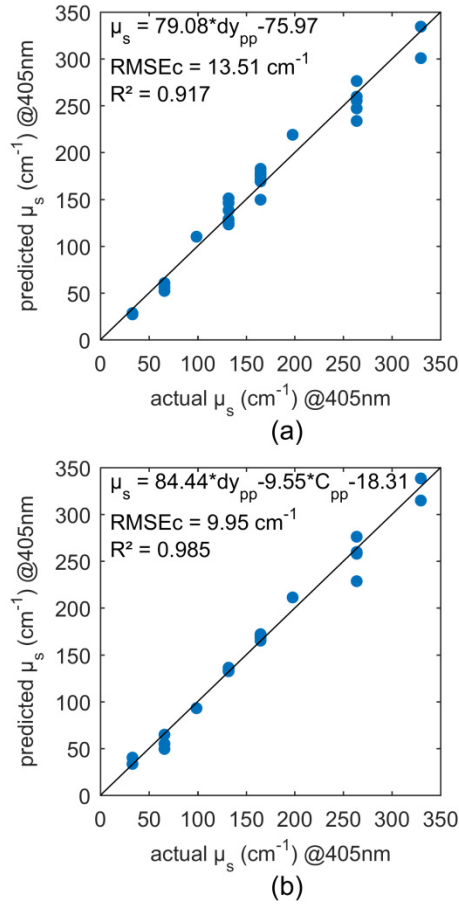 μs = 79.08*dypp-75.97
RMSEc = 13.51 cm⁻¹
R² = 0.917
predicted μs (cm⁻¹) @405nm
350
300
250
200
150
100
50
0
0 50 100 150 200 250 300 350
actual μs (cm⁻¹) @405nm
(a)
μs = 84.44*dypp-9.55*Cpp-18.31
RMSEc = 9.95 cm⁻¹
R² = 0.985
predicted μs (cm⁻¹) @405nm
350
300
250
200
150
100
50
0
0 50 100 150 200 250 300 350
actual μs (cm⁻¹) @405nm
(b)